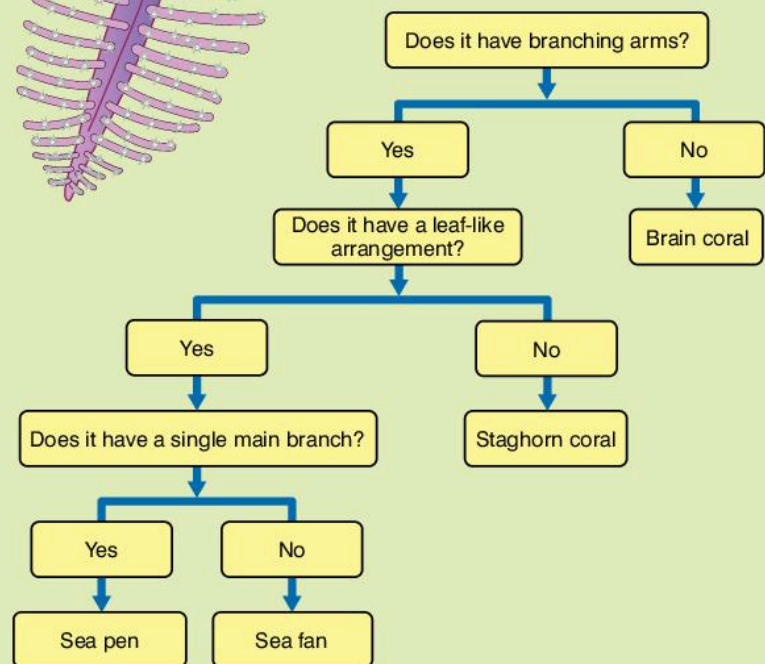 Does it have branching arms?
Yes
No
Does it have a leaf-like
arrangement?
Brain coral
Yes
No
Does it have a single main branch?
Staghorn coral
Yes
No
Sea pen
Sea fan